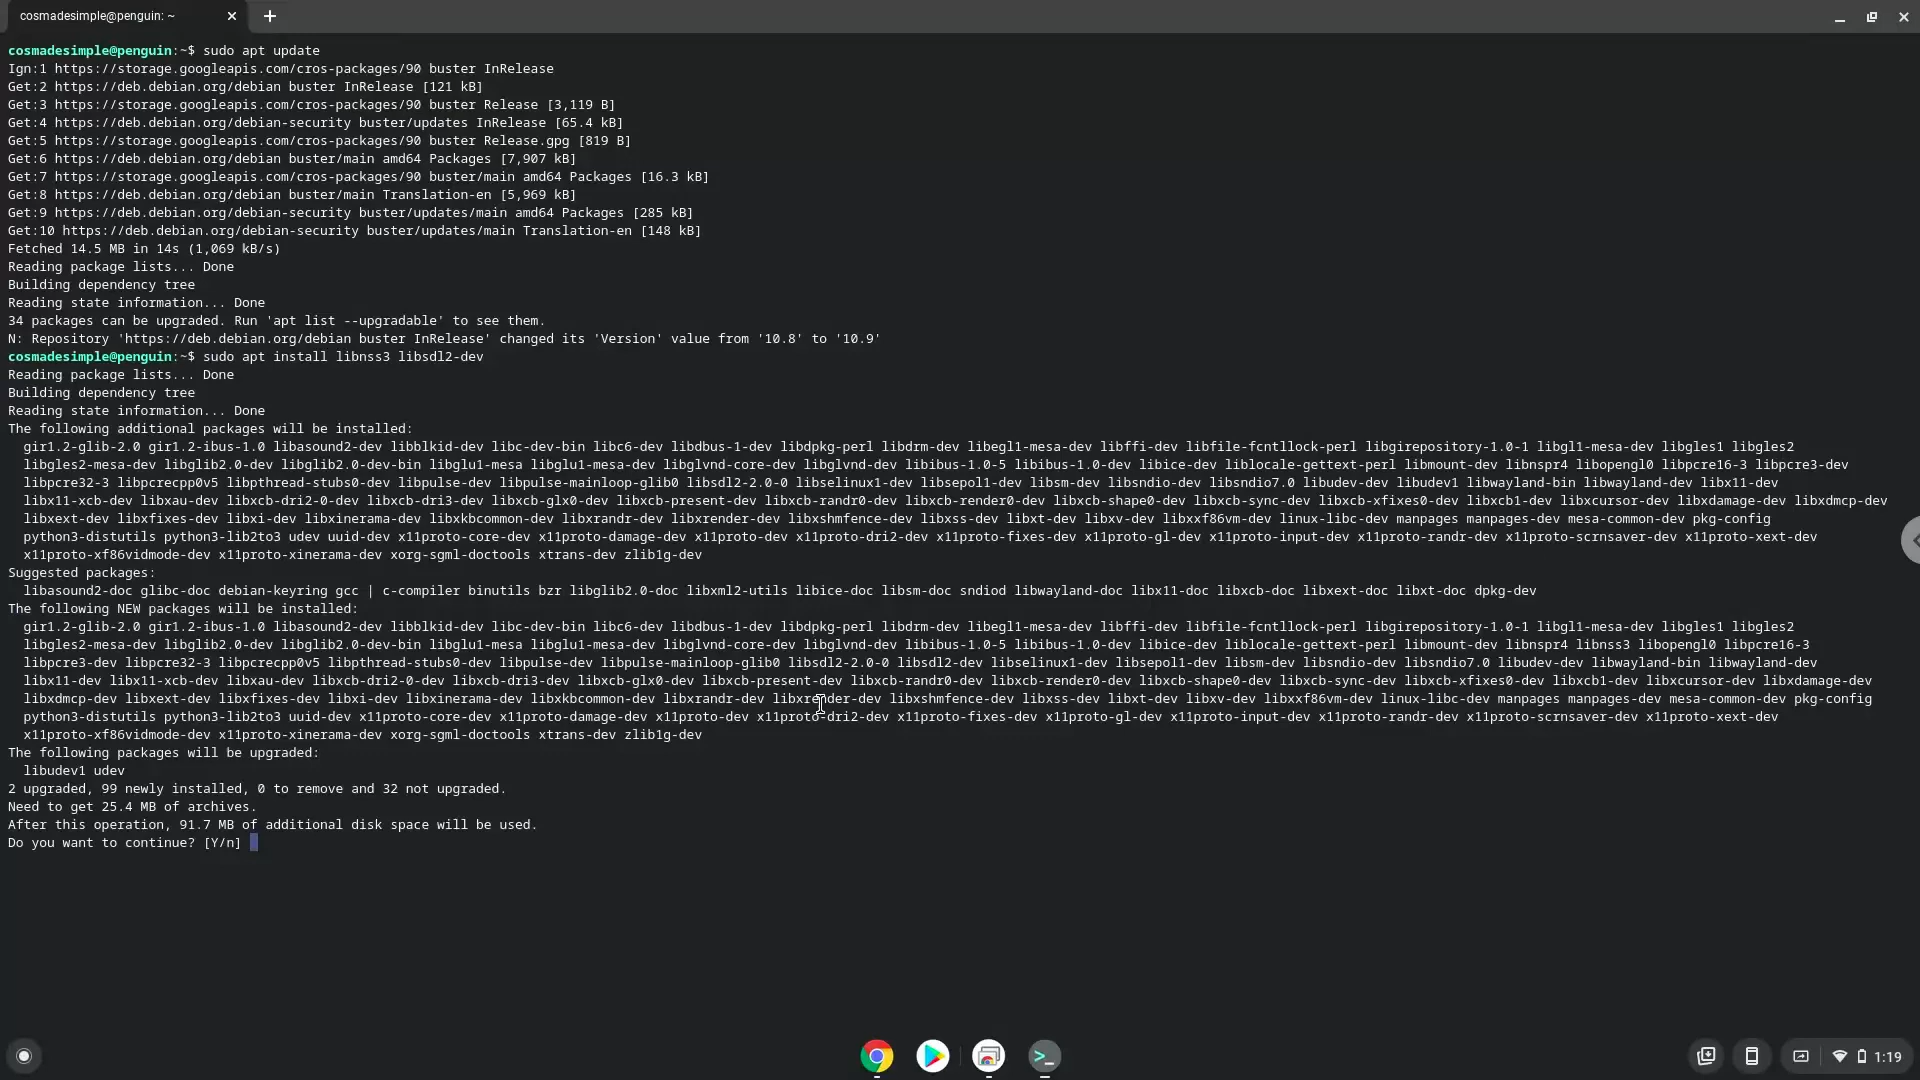 cosmadesimple@penguin: ~
cosmadesimple@penguin:~$ sudo apt update
Ign:1 https://storage.googleapis.com/cros-packages/90 buster InRelease
Get:2 https://deb.debian.org/debian buster InRelease [121 kB]
Get:3 https://storage.googleapis.com/cros-packages/90 buster Release [3,119 B]
Get:4 https://deb.debian.org/debian-security buster/updates InRelease [65.4 kB]
Get:5 https://storage.googleapis.com/cros-packages/90 buster Release.gpg [819 B]
Get:6 https://deb.debian.org/debian buster/main amd64 Packages [7,907 kB]
Get:7 https://storage.googleapis.com/cros-packages/90 buster/main amd64 Packages [16.3 kB]
Get:8 https://deb.debian.org/debian buster/main Translation-en [5,969 kB]
Get:9 https://deb.debian.org/debian-security buster/updates/main amd64 Packages [285 kB]
Get:10 https://deb.debian.org/debian-security buster/updates/main Translation-en [148 kB]
Fetched 14.5 MB in 14s (1,069 kB/s)
Reading package lists... Done
Building dependency tree
Reading state information... Done
34 packages can be upgraded. Run 'apt list --upgradable' to see them.
N: Repository 'https://deb.debian.org/debian buster InRelease' changed its 'Version' value from '10.8' to '10.9'
cosmadesimple@penguin:~$ sudo apt install libnss3 libsdl2-dev
Reading package lists... Done
Building dependency tree
Reading state information... Done
The following additional packages will be installed:
gir1.2-glib-2.0 gir1.2-ibus-1.0 libasound2-dev libblkid-dev libc-dev-bin libc6-dev libdbus-1-dev libdpkg-perl libdrm-dev libegl1-mesa-dev libffi-dev libfile-fcntllock-perl libgirepository-1.0-1 libgl1-mesa-dev libgles1 libgles2
libgles2-mesa-dev libglib2.0-dev libglib2.0-dev-bin libglu1-mesa libglu1-mesa-dev libglvnd-core-dev libglvnd-dev libibus-1.0-5 libibus-1.0-dev libice-dev liblocale-gettext-perl libmount-dev libnspr4 libopengl0 libpcre16-3 libpcre3-dev
libpcre32-3 libpcrecpp0v5 libpthread-stubs0-dev libpulse-dev libpulse-mainloop-glib0 libsdl2-2.0-0 libselinux1-dev libsepol1-dev libsm-dev libsndio-dev libsndio7.0 libudev-dev libudev1 libwayland-bin libwayland-dev libx11-dev
libx11-xcb-dev libxau-dev libxcb-dri2-0-dev libxcb-dri3-dev libxcb-glx0-dev libxcb-present-dev libxcb-randr0-dev libxcb-render0-dev libxcb-shape0-dev libxcb-sync-dev libxcb-xfixes0-dev libxcb1-dev libxcursor-dev libxdamage-dev libxdmcp-dev
libxext-dev libxfixes-dev libxi-dev libxinerama-dev libxkbcommon-dev libxrandr-dev libxrender-dev libxshmfence-dev libxss-dev libxt-dev libxv-dev libxxf86vm-dev linux-libc-dev manpages manpages-dev mesa-common-dev pkg-config
python3-distutils python3-lib2to3 udev uuid-dev x11proto-core-dev x11proto-damage-dev x11proto-dev x11proto-dri2-dev x11proto-fixes-dev x11proto-gl-dev x11proto-input-dev x11proto-randr-dev x11proto-scrnsaver-dev x11proto-xext-dev
x11proto-xf86vidmode-dev x11proto-xinerama-dev xorg-sgml-doctools xtrans-dev zlib1g-dev
Suggested packages:
libasound2-doc glibc-doc debian-keyring gcc | c-compiler binutils bzr libglib2.0-doc libxml2-utils libice-doc libsm-doc sndiod libwayland-doc libx11-doc libxcb-doc libxext-doc libxt-doc dpkg-dev
The following NEW packages will be installed:
gir1.2-glib-2.0 gir1.2-ibus-1.0 libasound2-dev libblkid-dev libc-dev-bin libc6-dev libdbus-1-dev libdpkg-perl libdrm-dev libegl1-mesa-dev libffi-dev libfile-fcntllock-perl libgirepository-1.0-1 libgl1-mesa-dev libgles1 libgles2
libgles2-mesa-dev libglib2.0-dev libglib2.0-dev-bin libglu1-mesa libglu1-mesa-dev libglvnd-core-dev libglvnd-dev libibus-1.0-5 libibus-1.0-dev libice-dev liblocale-gettext-perl libmount-dev libnspr4 libnss3 libopengl0 libpcre16-3
libpcre3-dev libpcre32-3 libpcrecpp0v5 libpthread-stubs0-dev libpulse-dev libpulse-mainloop-glib0 libsdl2-2.0-0 libsdl2-dev libselinux1-dev libsepol1-dev libsm-dev libsndio-dev libsndio7.0 libudev-dev libwayland-bin libwayland-dev
libx11-dev libx11-xcb-dev libxau-dev libxcb-dri2-0-dev libxcb-dri3-dev libxcb-glx0-dev libxcb-present-dev libxcb-randr0-dev libxcb-render0-dev libxcb-shape0-dev libxcb-sync-dev libxcb-xfixes0-dev libxcb1-dev libxcursor-dev libxdamage-dev
libxdmcp-dev libxext-dev libxfixes-dev libxi-dev libxinerama-dev libxkbcommon-dev libxrandr-dev libxrender-dev libxshmfence-dev libxss-dev libxt-dev libxv-dev libxxf86vm-dev linux-libc-dev manpages manpages-dev mesa-common-dev pkg-config
python3-distutils python3-lib2to3 uuid-dev x11proto-core-dev x11proto-damage-dev x11proto-dev x11proto-dri2-dev x11proto-fixes-dev x11proto-gl-dev x11proto-input-dev x11proto-randr-dev x11proto-scrnsaver-dev x11proto-xext-dev
x11proto-xf86vidmode-dev x11proto-xinerama-dev xorg-sgml-doctools xtrans-dev zlib1g-dev
The following packages will be upgraded:
libudev1 udev
2 upgraded, 99 newly installed, 0 to remove and 32 not upgraded.
Need to get 25.4 MB of archives.
After this operation, 91.7 MB of additional disk space will be used.
Do you want to continue? [Y/n]
1:19